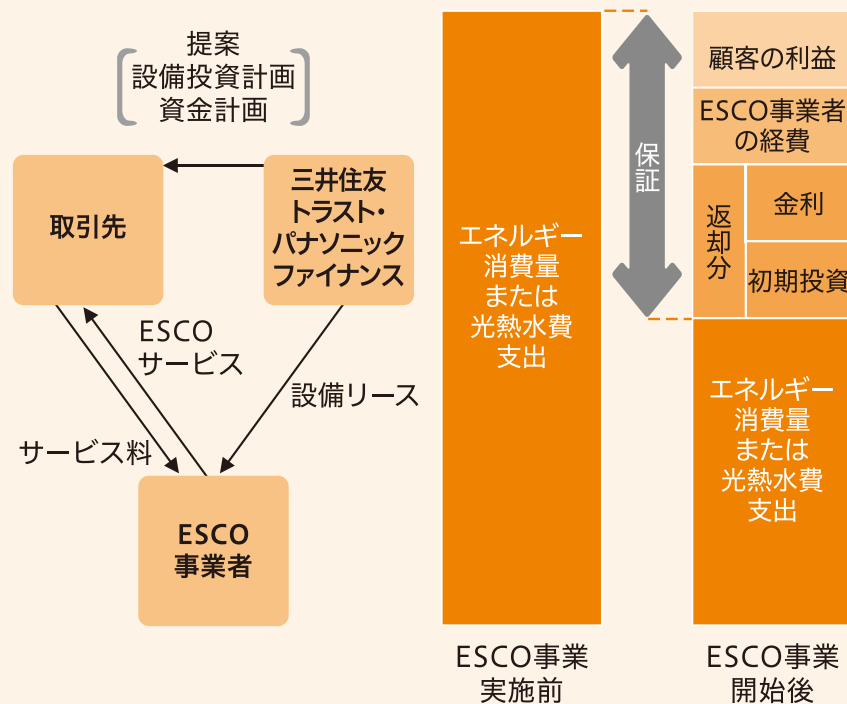 提案
設備投資計画
資金計画
取引先
三井住友
トラスト・
パナソニック
ファイナンス
ESCO
サービス
設備リース
サービス料
ESCO
事業者
エネルギー
消費量
または
光熱水費
支出
保証
顧客の利益
ESCO事業者
の経費
返却分
金利
初期投資
エネルギー
消費量
または
光熱水費
支出
ESCO事業
実施前
ESCO事業
開始後